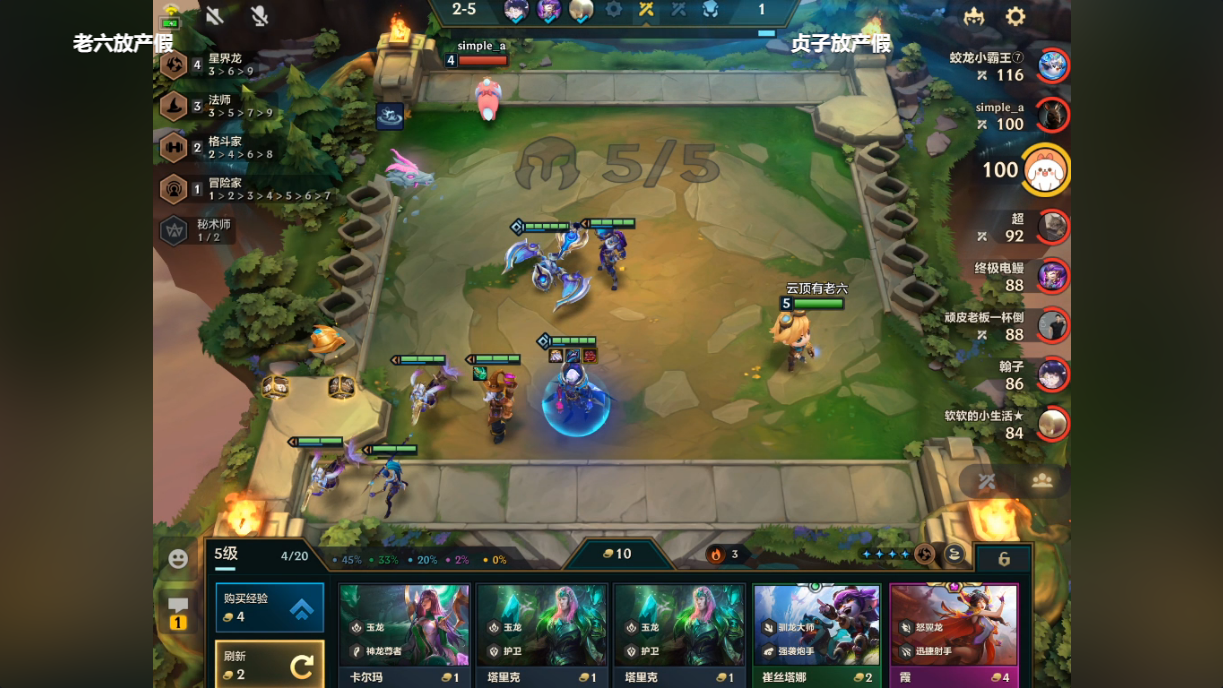 2-5
1
simple_a
4
老六放产假
贞子放产假
4 星界龙
3 > 6 > 9
3 法师
3 > 5 > 7 > 9
2 格斗家
2 > 4 > 6 > 8
1 冒险家
1 > 2 > 3 > 4 > 5 > 6 > 7
秘术师
1 / 2
5/5
云顶有老六
5
蛟龙小霸王⑦
116
simple_a
100
100
超
92
终极电鳗
88
顽皮老板一杯倒
88
翰子
86
软软的小生活★
84
5级
4/20
45% 33% 20% 2% 0%
10
3
6
1
购买经验
4
刷新
2
玉龙
神龙尊者
卡尔玛 1
玉龙
护卫
塔里克 1
玉龙
护卫
塔里克 1
驯龙大师
强袭炮手
崔丝塔娜 2
怒翼龙
迅捷射手
霞 4